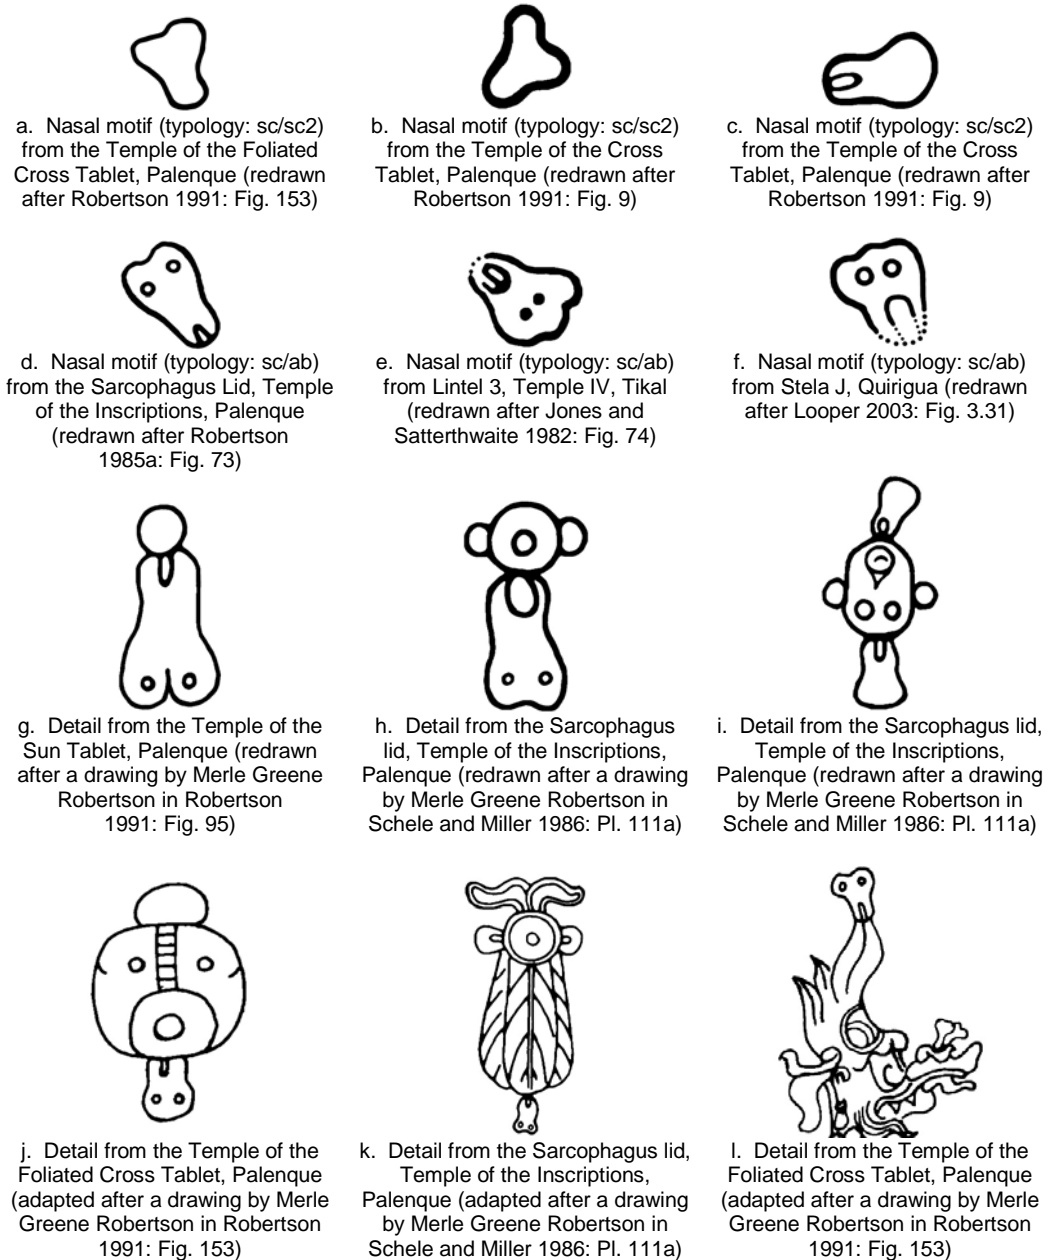 a.  Nasal motif (typology: sc/sc2)
from the Temple of the Foliated
Cross Tablet, Palenque (redrawn
after Robertson 1991: Fig. 153)
b.  Nasal motif (typology: sc/sc2)
from the Temple of the Cross
Tablet, Palenque (redrawn after
Robertson 1991: Fig. 9)
c.  Nasal motif (typology: sc/sc2)
from the Temple of the Cross
Tablet, Palenque (redrawn after
Robertson 1991: Fig. 9)
d.  Nasal motif (typology: sc/ab)
from the Sarcophagus Lid, Temple
of the Inscriptions, Palenque
(redrawn after Robertson
1985a: Fig. 73)
e.  Nasal motif (typology: sc/ab)
from Lintel 3, Temple IV, Tikal
(redrawn after Jones and
Satterthwaite 1982: Fig. 74)
f.  Nasal motif (typology: sc/ab)
from Stela J, Quirigua (redrawn
after Looper 2003: Fig. 3.31)
g.  Detail from the Temple of the
Sun Tablet, Palenque (redrawn
after a drawing by Merle Greene
Robertson in Robertson
1991: Fig. 95)
h.  Detail from the Sarcophagus
lid, Temple of the Inscriptions,
Palenque (redrawn after a drawing
by Merle Greene Robertson in
Schele and Miller 1986: Pl. 111a)
i.  Detail from the Sarcophagus lid,
Temple of the Inscriptions,
Palenque (redrawn after a drawing
by Merle Greene Robertson in
Schele and Miller 1986: Pl. 111a)
j.  Detail from the Temple of the
Foliated Cross Tablet, Palenque
(adapted after a drawing by Merle
Greene Robertson in Robertson
1991: Fig. 153)
k.  Detail from the Sarcophagus lid,
Temple of the Inscriptions,
Palenque (adapted after a drawing
by Merle Greene Robertson in
Schele and Miller 1986: Pl. 111a)
l.  Detail from the Temple of the
Foliated Cross Tablet, Palenque
(adapted after a drawing by Merle
Greene Robertson in Robertson
1991: Fig. 153)